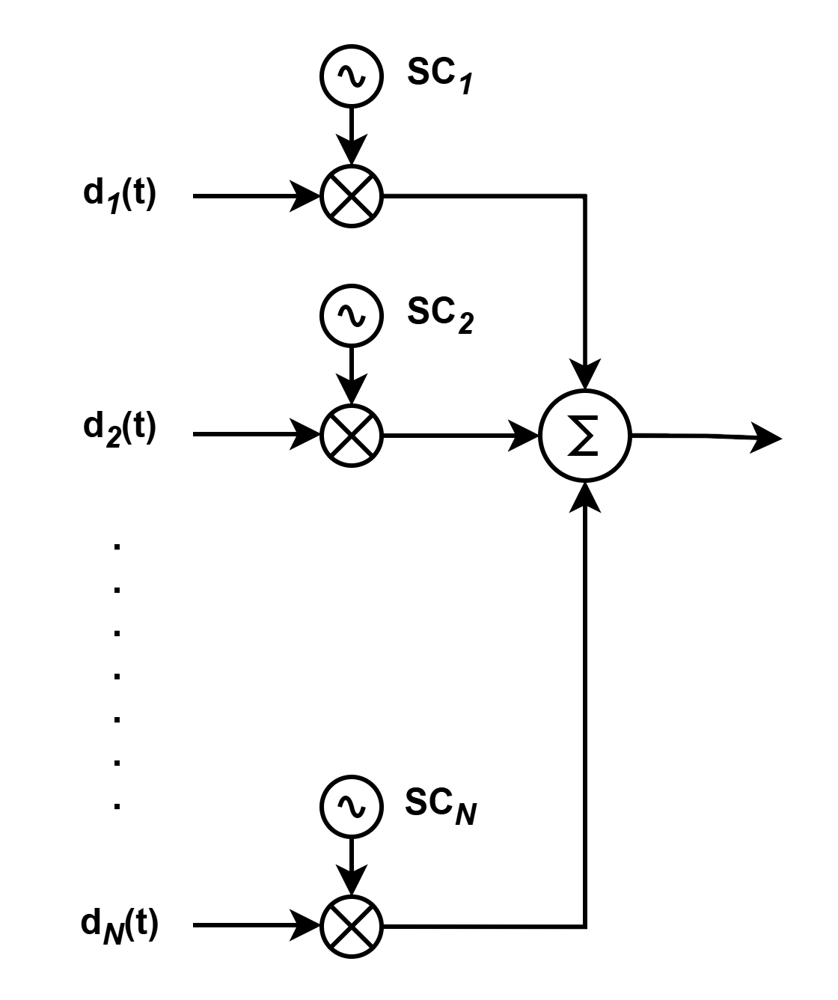 SC1
d1(t)
SC2
d2(t)
Σ
.
.
.
.
.
.
.
SCN
dN(t)